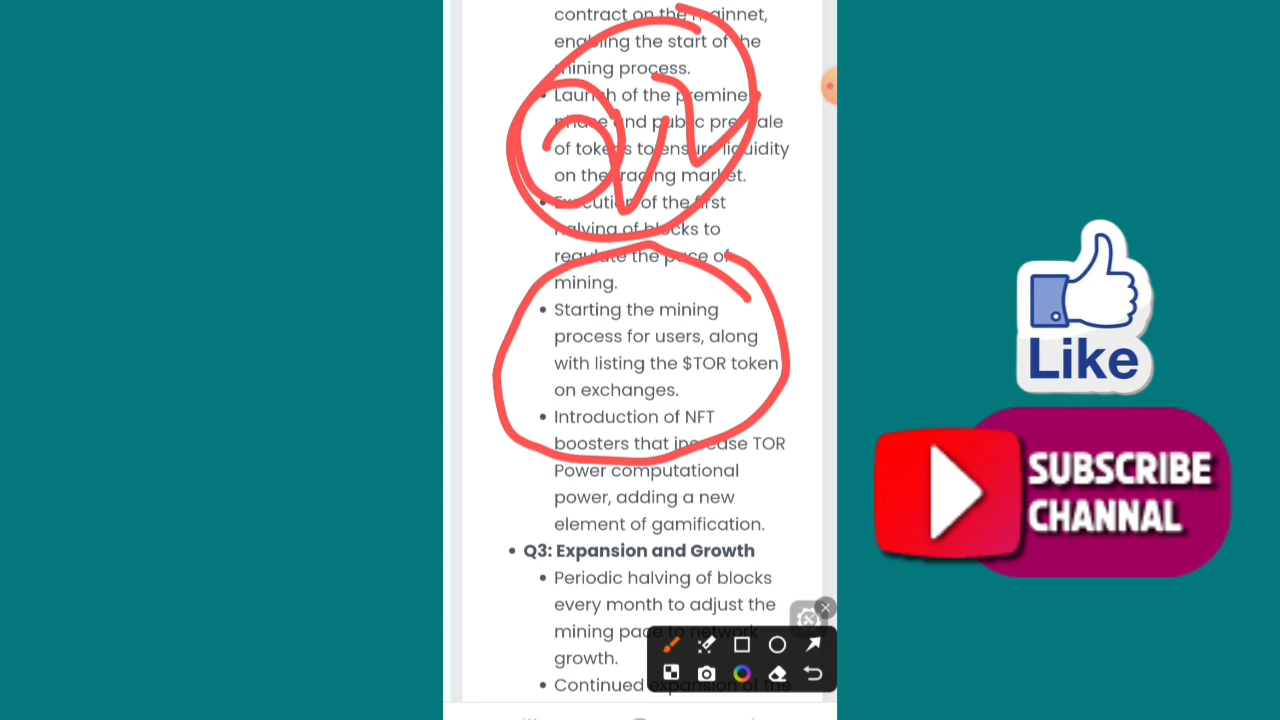 contract on the mainnet,
enabling the start of the
mining process.
• Launch of the premine
phase and public presale
of tokens to ensure liquidity
on the trading market.
• Execution of the first
halving of blocks to
regulate the pace of
mining.
• Starting the mining
process for users, along
with listing the $TOR token
on exchanges.
• Introduction of NFT
boosters that increase TOR
Power computational
power, adding a new
element of gamification.
• Q3: Expansion and Growth
• Periodic halving of blocks
every month to adjust the
mining pace to network
growth.
• Continued expansion of the
Like
SUBSCRIBE
CHANNAL